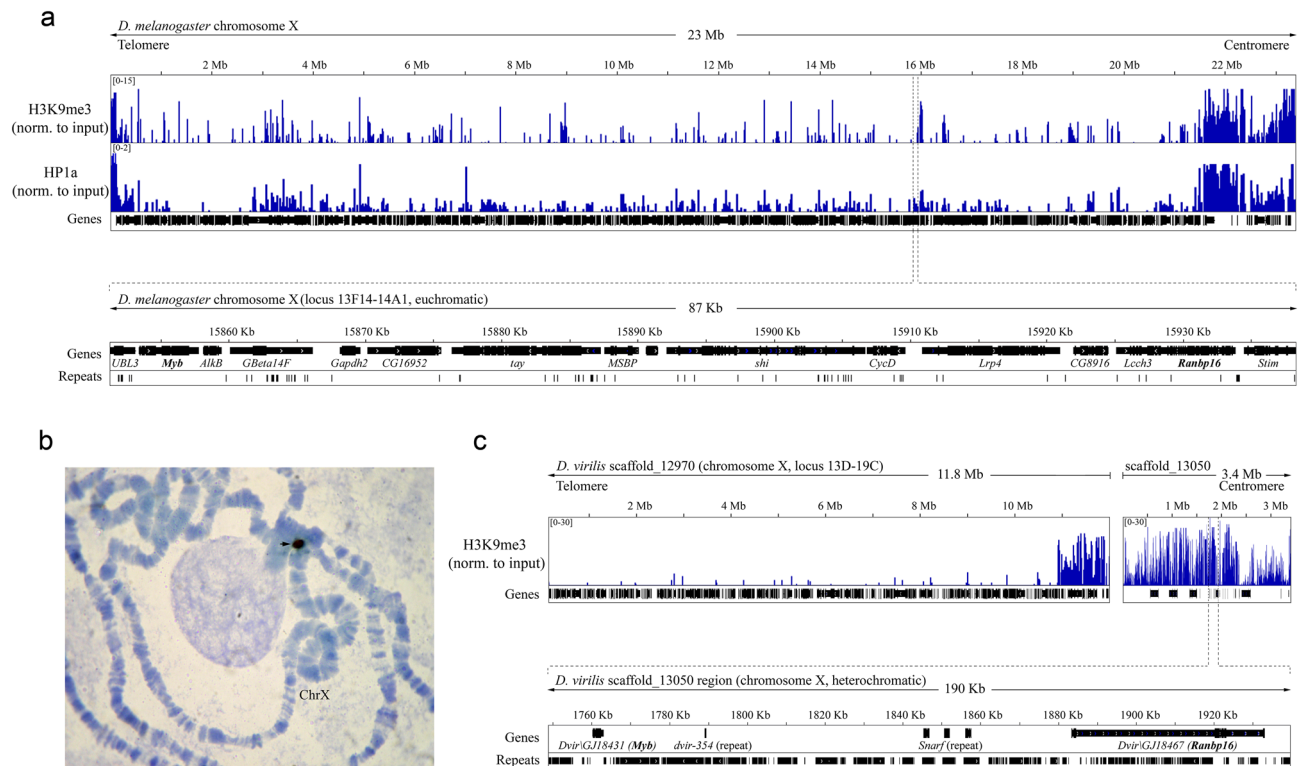 a
D. melanogaster chromosome X
23 Mb
Telomere
Centromere
2 Mb 4 Mb 6 Mb 8 Mb 10 Mb 12 Mb 14 Mb 16 Mb 18 Mb 20 Mb 22 Mb
[0-15]
H3K9me3
(norm. to input)
[0-2]
HP1a
(norm. to input)
Genes
D. melanogaster chromosome X (locus 13F14-14A1, euchromatic)
87 Kb
15860 Kb 15870 Kb 15880 Kb 15890 Kb 15900 Kb 15910 Kb 15920 Kb 15930 Kb
Genes
UBL3 Myb AlkB GBeta14F Gapdh2 CG16952 tay MSBP shi CycD Lrp4 CG8916 Lcch3 Ranbp16 Stim
Repeats
b
ChrX
c
D. virilis scaffold_12970 (chromosome X, locus 13D-19C)
11.8 Mb
scaffold_13050
3.4 Mb
Telomere
Centromere
2 Mb 4 Mb 6 Mb 8 Mb 10 Mb
1 Mb 2 Mb 3 Mb
[0-30]
[0-30]
H3K9me3
(norm. to input)
Genes
D. virilis scaffold_13050 region (chromosome X, heterochromatic)
190 Kb
1760 Kb 1780 Kb 1800 Kb 1820 Kb 1840 Kb 1860 Kb 1880 Kb 1900 Kb 1920 Kb
Genes
Dvir\GJ18431 (Myb) dvir-354 (repeat) Snarf (repeat) Dvir\GJ18467 (Ranbp16)
Repeats